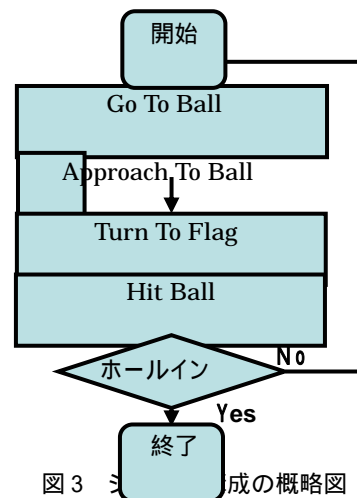 開始
Go To Ball
Approach To Ball
Turn To Flag
Hit Ball
ホールイン
No
Yes
終了
図3 成の概略図